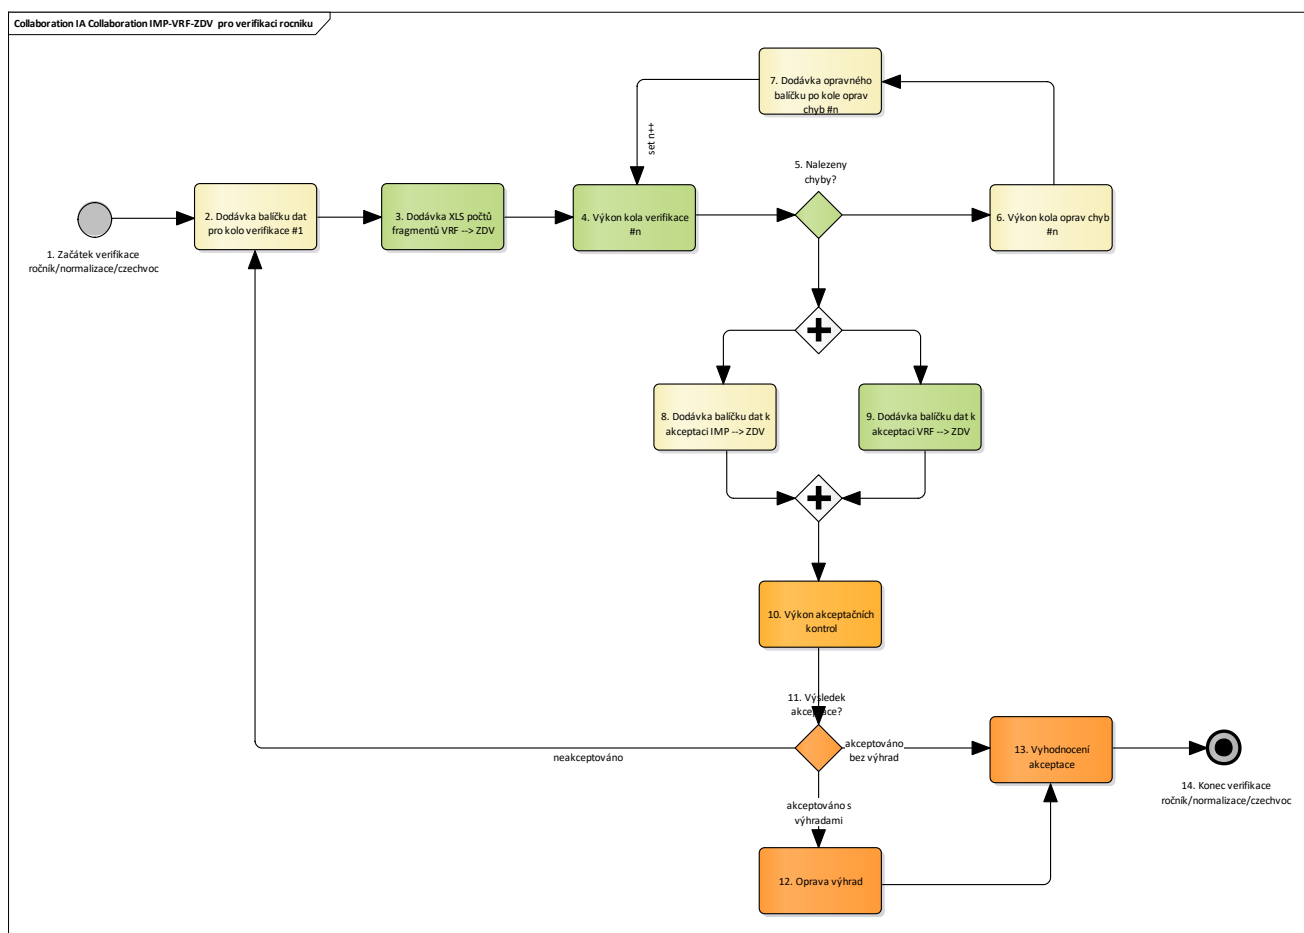 Collaboration IA Collaboration IMP-VRF-ZDV pro verifikaci rocniku
7. Dodávka opravného
balíčku po kole oprav
chyb #n
set n++
5. Nalezeny
chyby?
2. Dodávka balíčku dat
pro kolo verifikace #1
3. Dodávka XLS počtů
fragmentů VRF --> ZDV
4. Výkon kola verifikace
#n
6. Výkon kola oprav chyb
#n
1. Začátek verifikace
ročník/normalizace/czechvoc
8. Dodávka balíčku dat k
akceptaci IMP --> ZDV
9. Dodávka balíčku dat k
akceptaci VRF --> ZDV
10. Výkon akceptačních
kontrol
11. Výsledek
akceptace?
neakceptováno
akceptováno
bez výhrad
13. Vyhodnocení
akceptace
14. Konec verifikace
ročník/normalizace/czechvoc
akceptováno s
výhradami
12. Oprava výhrad